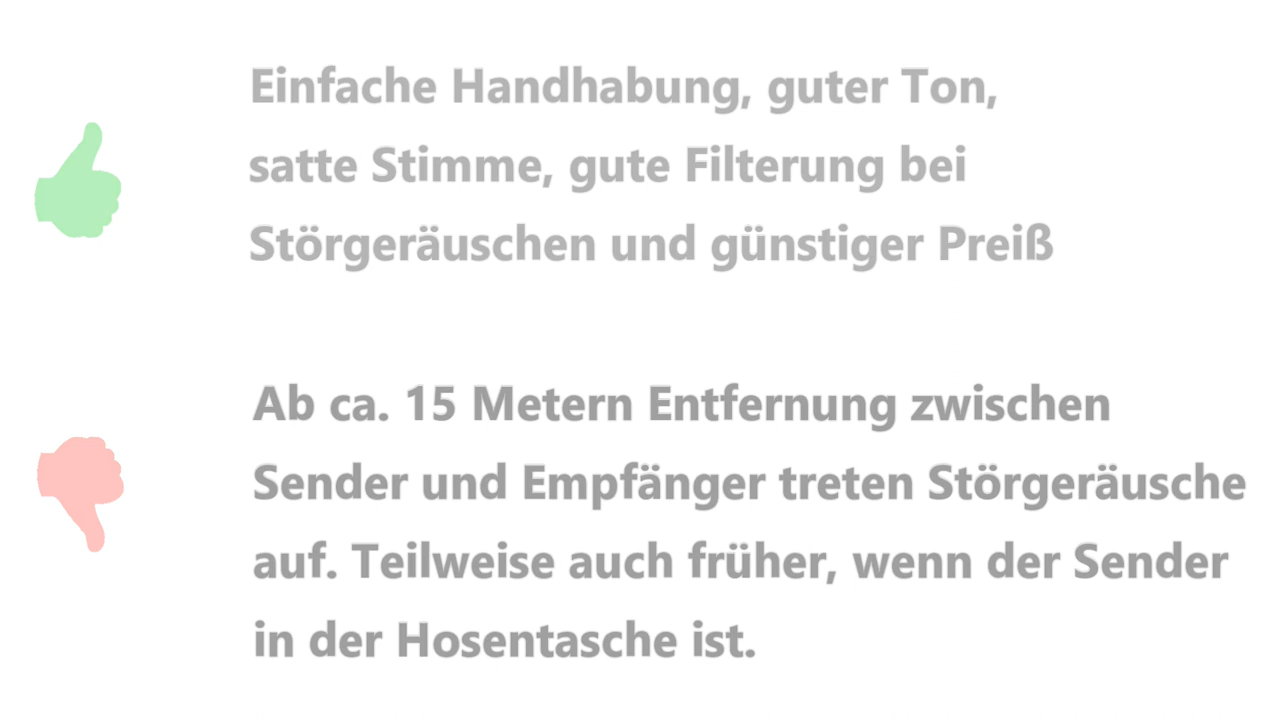 Einfache Handhabung, guter Ton,
satte Stimme, gute Filterung bei
Störgeräuschen und günstiger Preiß
Ab ca. 15 Metern Entfernung zwischen
Sender und Empfänger treten Störgeräusche
auf. Teilweise auch früher, wenn der Sender
in der Hosentasche ist.